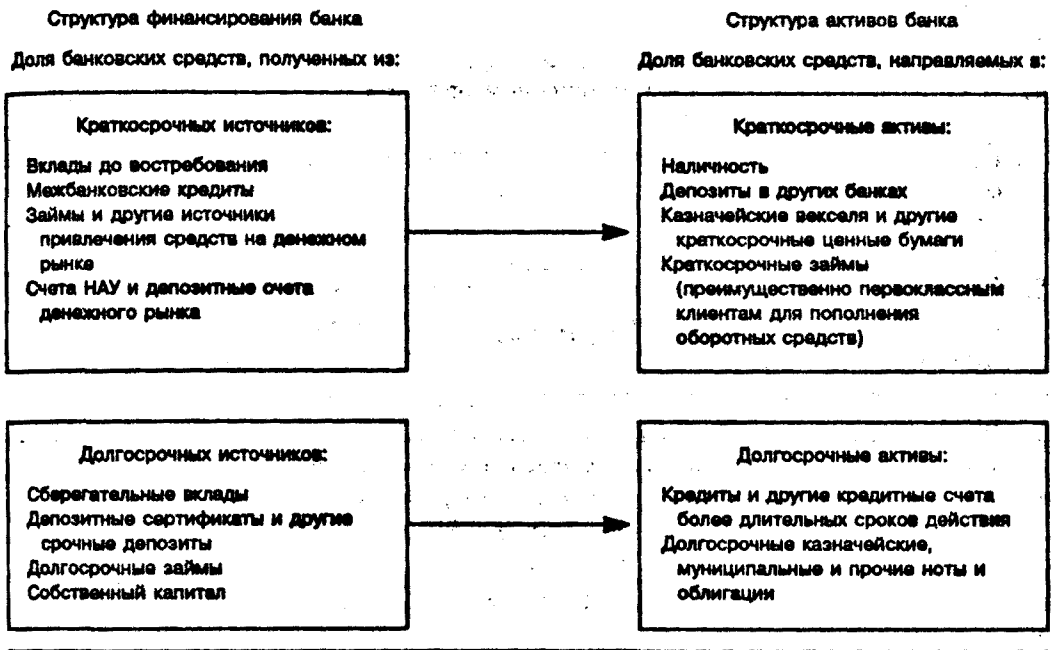 Структура финансирования банка
Доля банковских средств, полученных из:
Краткосрочных источников:
Вклады до востребования
Межбанковские кредиты
Займы и другие источники
привлечения средств на денежном
рынке
Счета НАУ и депозитные счета
денежного рынка
Долгосрочных источников:
Сберегательные вклады
Депозитные сертификаты и другие
срочные депозиты
Долгосрочные займы
Собственный капитал
Структура активов банка
Доля банковских средств, направляемых в:
Краткосрочные активы:
Наличность
Депозиты в других банках
Казначейские векселя и другие
краткосрочные ценные бумаги
Краткосрочные займы
(преимущественно первоклассным
клиентам для пополнения
оборотных средств)
Долгосрочные активы:
Кредиты и другие кредитные счета
более длительных сроков действия
Долгосрочные казначейские,
муниципальные и прочие ноты и
облигации